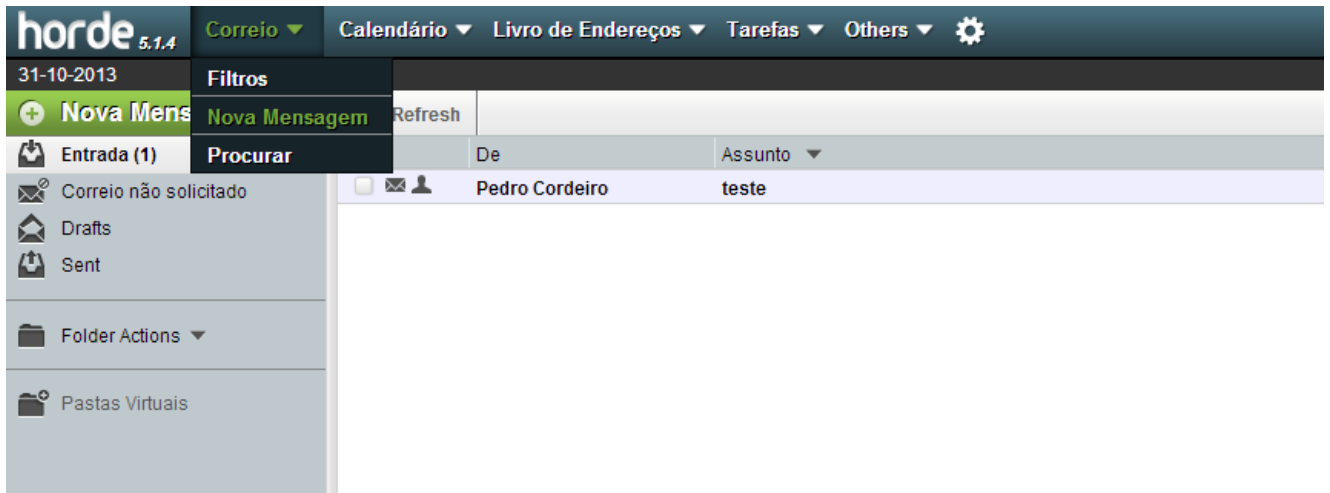 horde 5.1.4 Correio Calendário Livro de Endereços Tarefas Others
31-10-2013
Filtros
Nova Mens
Nova Mensagem
Refresh
Entrada (1)
Procurar
De Assunto
Correio não solicitado
Pedro Cordeiro teste
Drafts
Sent
Folder Actions
Pastas Virtuais